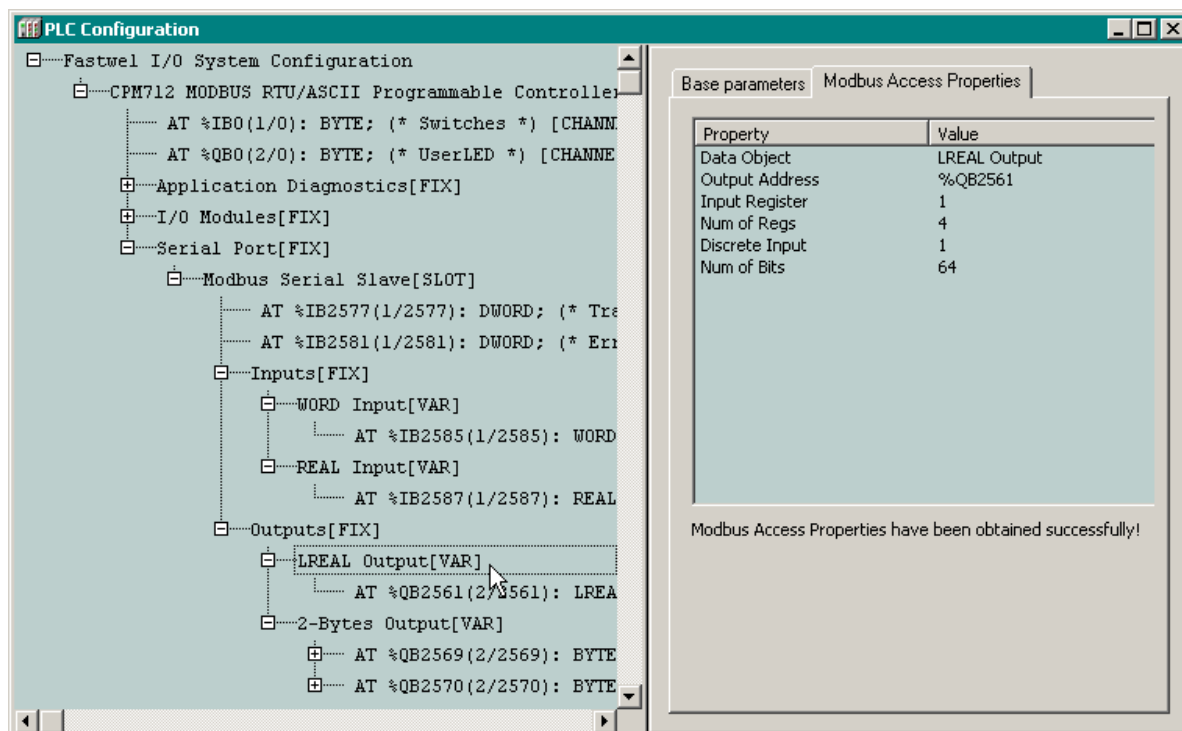 PLC Configuration
Fastwel I/O System Configuration
CPM712 MODBUS RTU/ASCII Programmable Controller
AT %IB0(1/0): BYTE; (* Switches *) [CHANN
AT %QB0(2/0): BYTE; (* UserLED *) [CHANNE
Application Diagnostics[FIX]
I/O Modules[FIX]
Serial Port[FIX]
Modbus Serial Slave[SLOT]
AT %IB2577(1/2577): DWORD; (* Tra
AT %IB2581(1/2581): DWORD; (* Err
Inputs[FIX]
WORD Input[VAR]
AT %IB2585(1/2585): WORD
REAL Input[VAR]
AT %IB2587(1/2587): REAL
Outputs[FIX]
LREAL Output[VAR]
AT %QB2561(2/2561): LREA
2-Bytes Output[VAR]
AT %QB2569(2/2569): BYTE
AT %QB2570(2/2570): BYTE
Base parameters Modbus Access Properties
Property Value
Data Object LREAL Output
Output Address %QB2561
Input Register 1
Num of Regs 4
Discrete Input 1
Num of Bits 64
Modbus Access Properties have been obtained successfully!